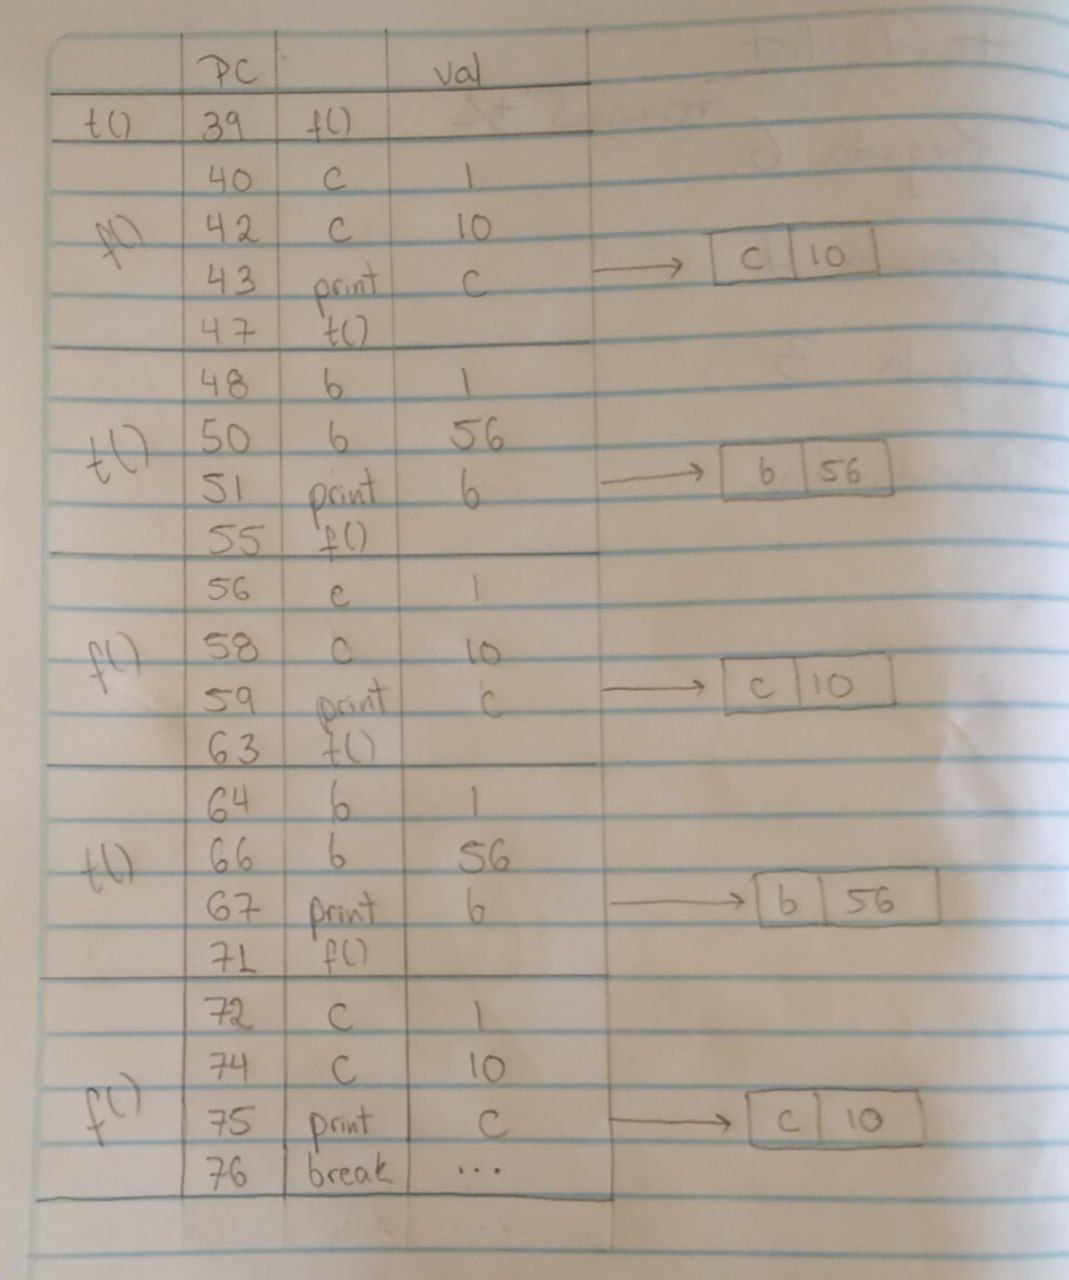 PC val
t() 39 f()
40 c 1
f() 42 c 10 c 10
43 print c
47 t()
48 b 1
t() 50 b 56 b 56
51 print b
55 f()
56 c 1
f() 58 c 10 c 10
59 print c
63 t()
64 b 1
t() 66 b 56
67 print b b 56
71 f()
72 c 1
74 c 10
f() 75 print c c 10
76 break ...